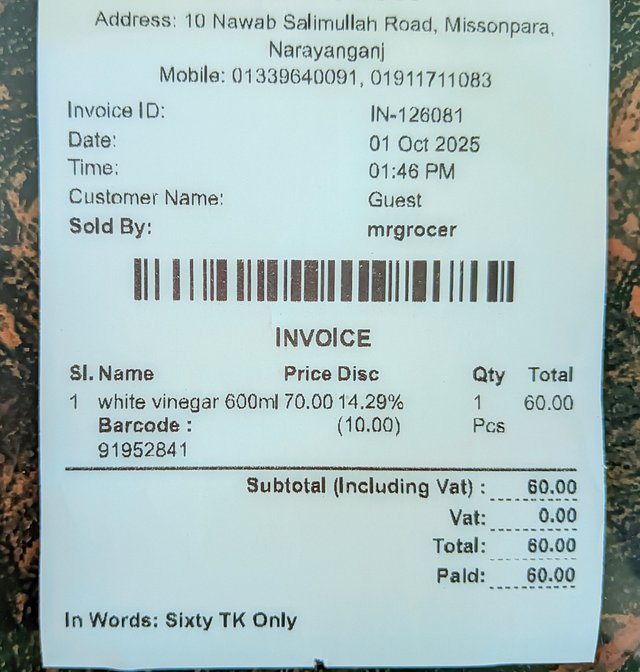 Address: 10 Nawab Salimullah Road, Missonpara,
Narayanganj
Mobile: 01339640091, 01911711083
Invoice ID: IN-126081
Date: 01 Oct 2025
Time: 01:46 PM
Customer Name: Guest
Sold By: mrgrocer
INVOICE
Sl. Name Price Disc Qty Total
1 white vinegar 600ml 70.00 14.29% 1 60.00
Barcode : (10.00) Pcs
91952841
Subtotal (Including Vat) : 60.00
Vat: 0.00
Total: 60.00
Paid: 60.00
In Words: Sixty TK Only